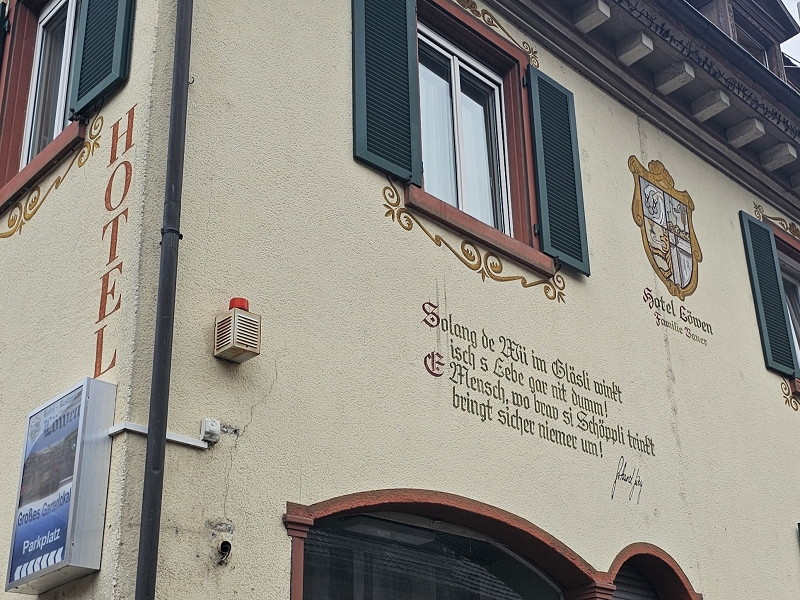 HOTEL
Löwen
Großes Gartenlokal
Parkplatz
Hotel Löwen
Familie Bauer
Solang de Wii im Gläsli winkt
isch s Lebe gar nit dumm!
E Mensch, wo brav si Schöppli trinkt
bringt sicher niemer um!